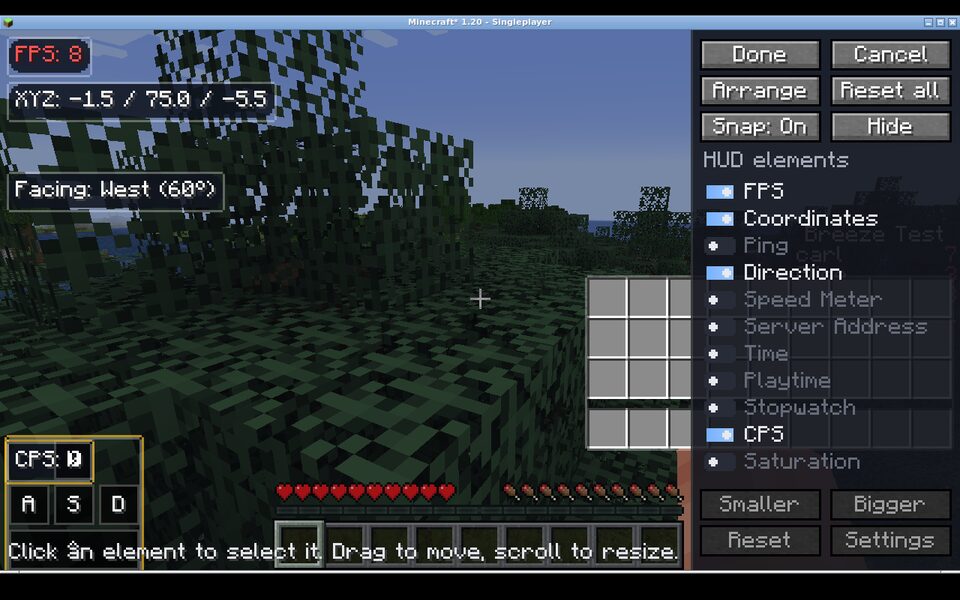 Minecraft* 1.20 - Singleplayer
FPS: 8
XYZ: -1.5 / 75.0 / -5.5
Facing: West (60°)
Done
Cancel
Arrange
Reset all
Snap: On
Hide
HUD elements
FPS
Coordinates
Ping
Breeze Test
carl
Direction
Speed Meter
Server Address
Time
Playtime
Stopwatch
CPS
Saturation
Smaller
Bigger
Reset
Settings
CPS: 0
A
S
D
Click an element to select it. Drag to move, scroll to resize.